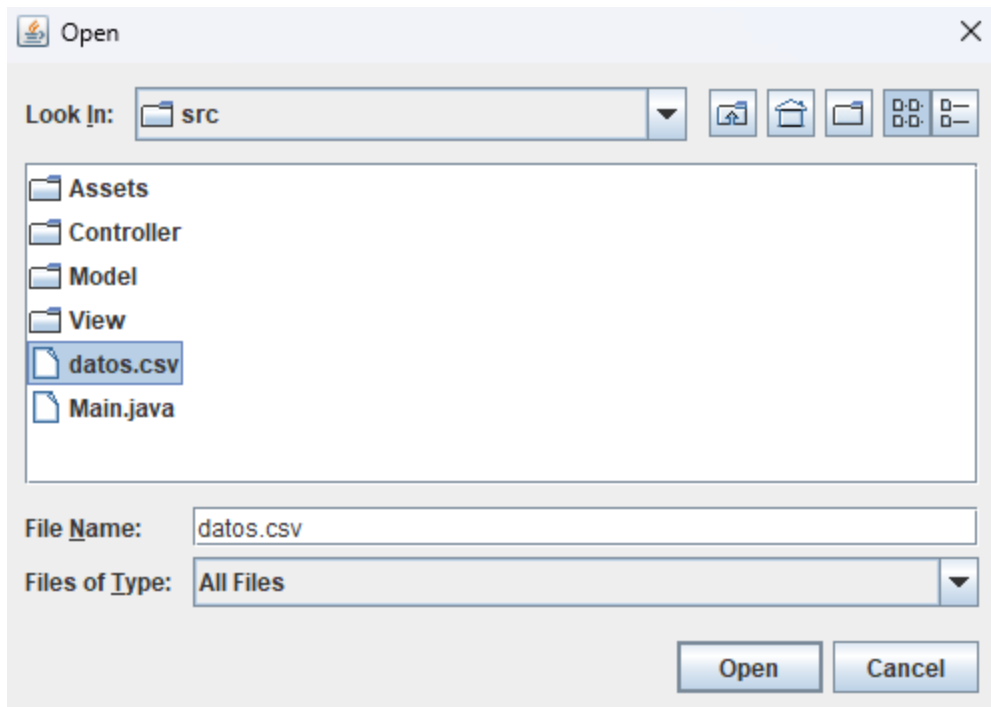 Open
Look In: src
Assets
Controller
Model
View
datos.csv
Main.java
File Name: datos.csv
Files of Type: All Files
Open Cancel